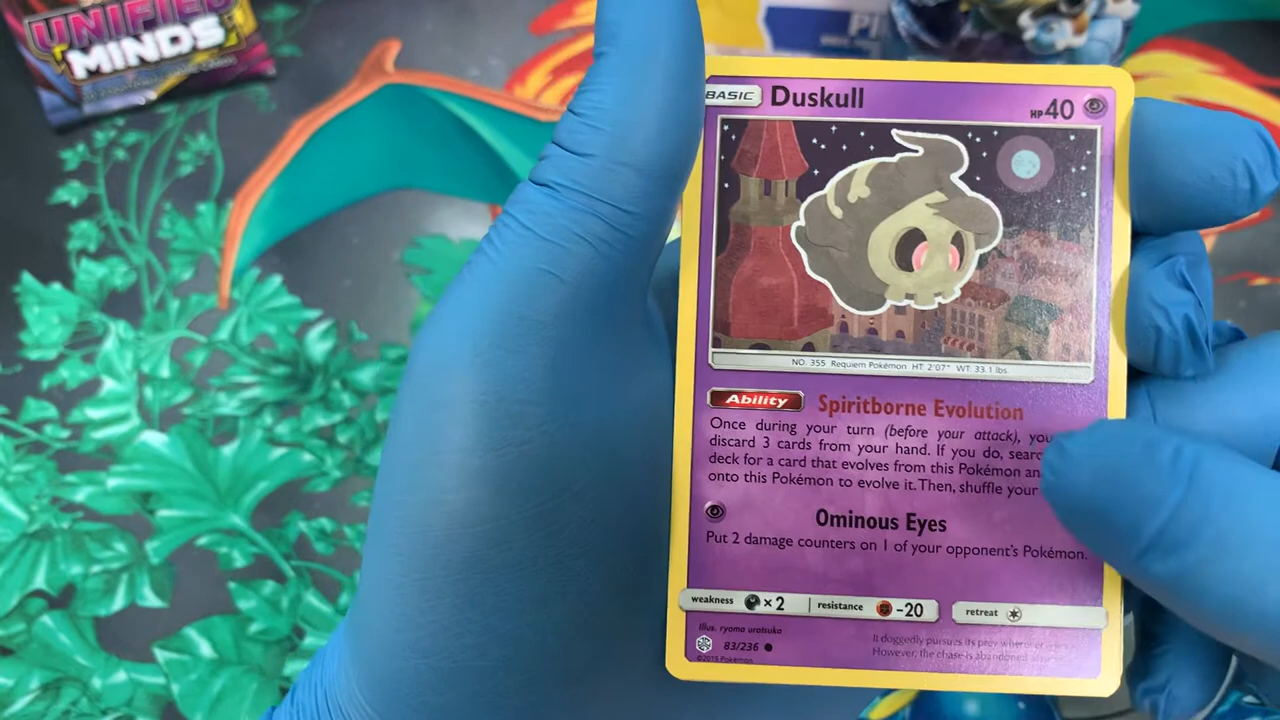 UNIFIED
MINDS
BASIC Duskull HP 40
NO. 355 Requiem Pokémon HT: 2'07" WT: 33.1 lbs.
Ability Spiritborne Evolution
Once during your turn (before your attack), you
discard 3 cards from your hand. If you do,
deck for a card that evolves from this Pokémon
onto this Pokémon to evolve it. Then, shuffle your
Ominous Eyes
Put 2 damage counters on 1 of your opponent's Pokémon.
weakness ×2 resistance -20 retreat
Illus. ryoma uratsuka
83/236
©2019 Pokémon
It doggedly pursues its prey wherever
However, the chase is abandoned